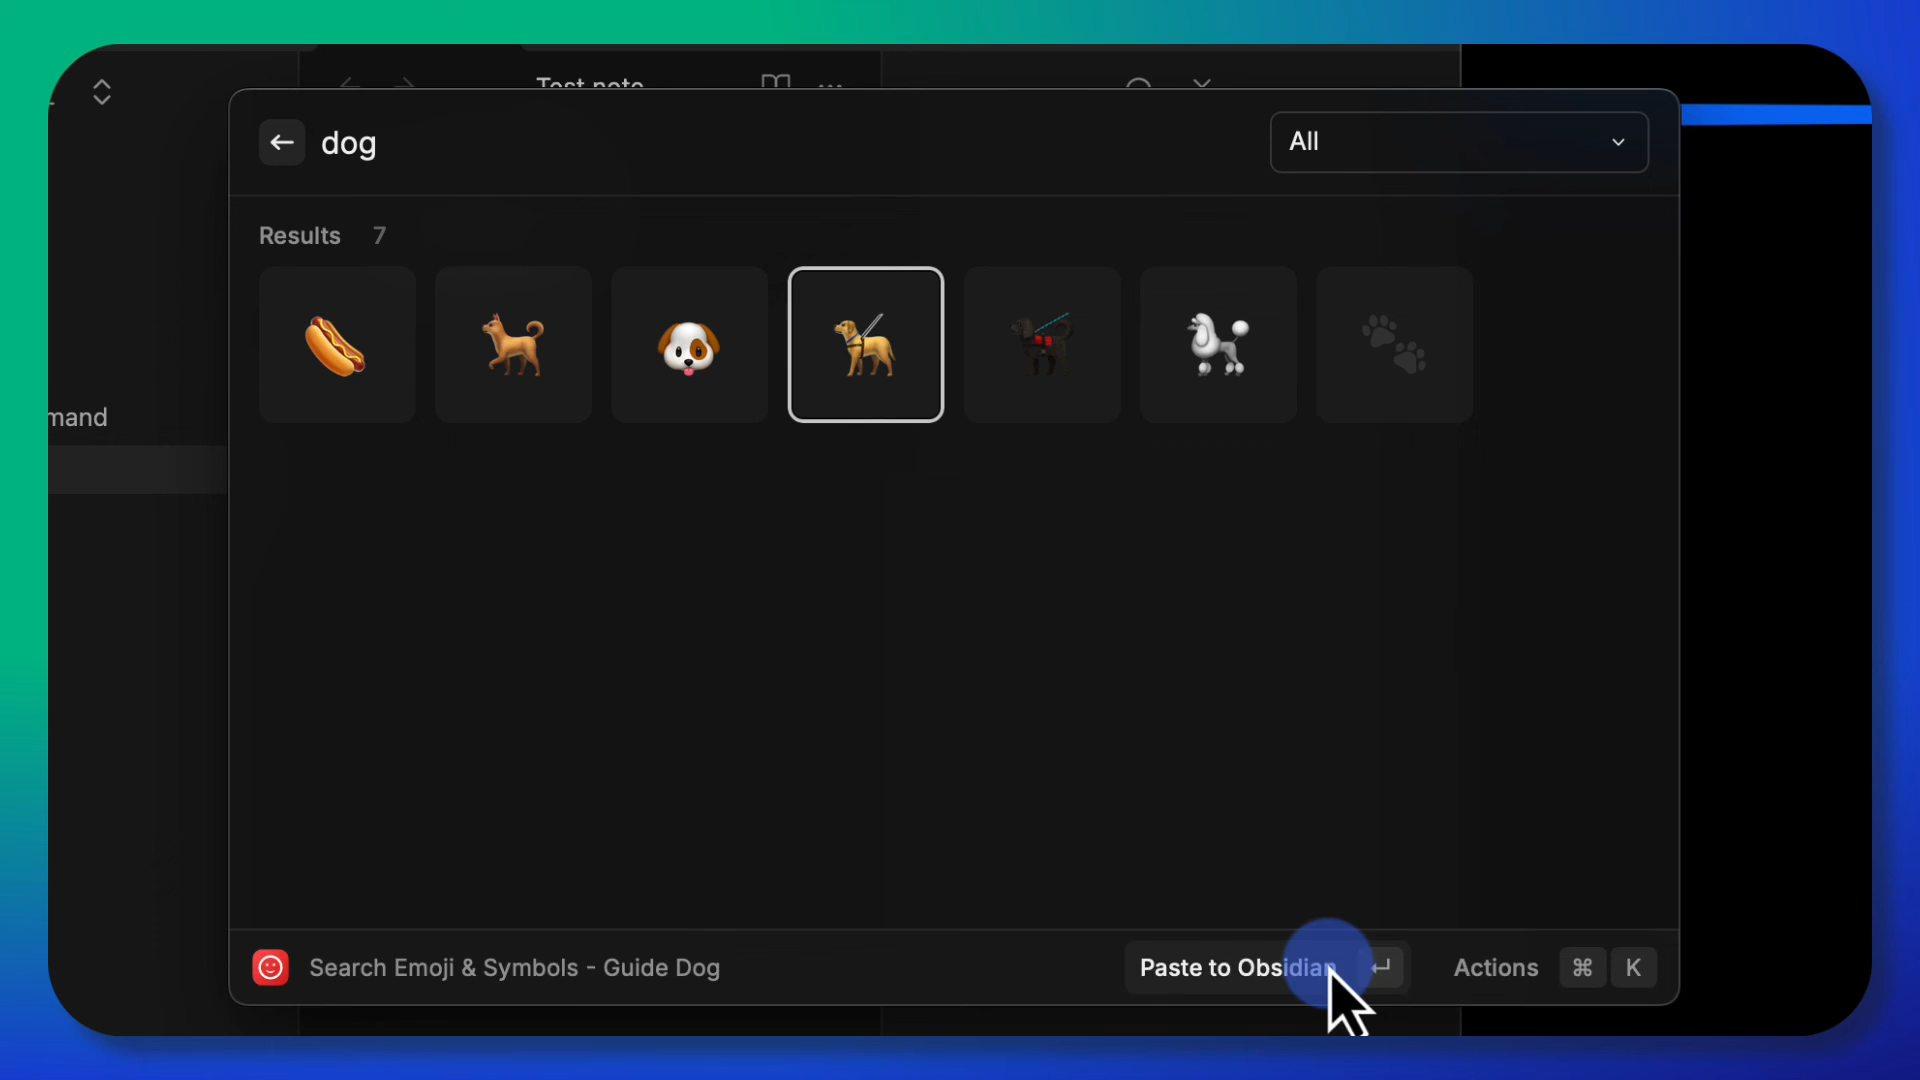 Test note
dog
All
Results 7
mand
Search Emoji & Symbols - Guide Dog
Paste to Obsidian
Actions ⌘ K